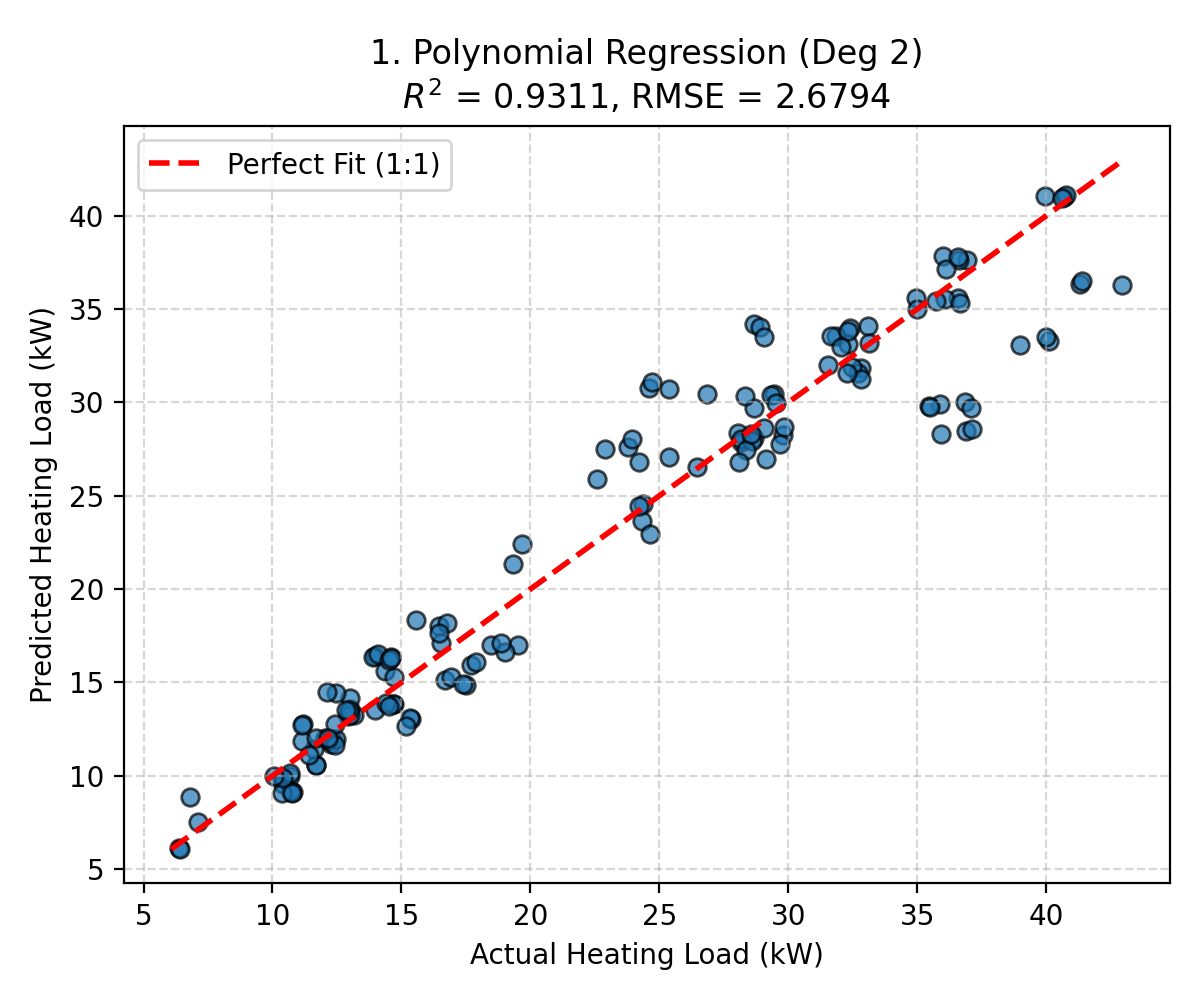 1. Polynomial Regression (Deg 2)
R² = 0.9311, RMSE = 2.6794
Perfect Fit (1:1)
Predicted Heating Load (kW)
40
35
30
25
20
15
10
5
5 10 15 20 25 30 35 40
Actual Heating Load (kW)